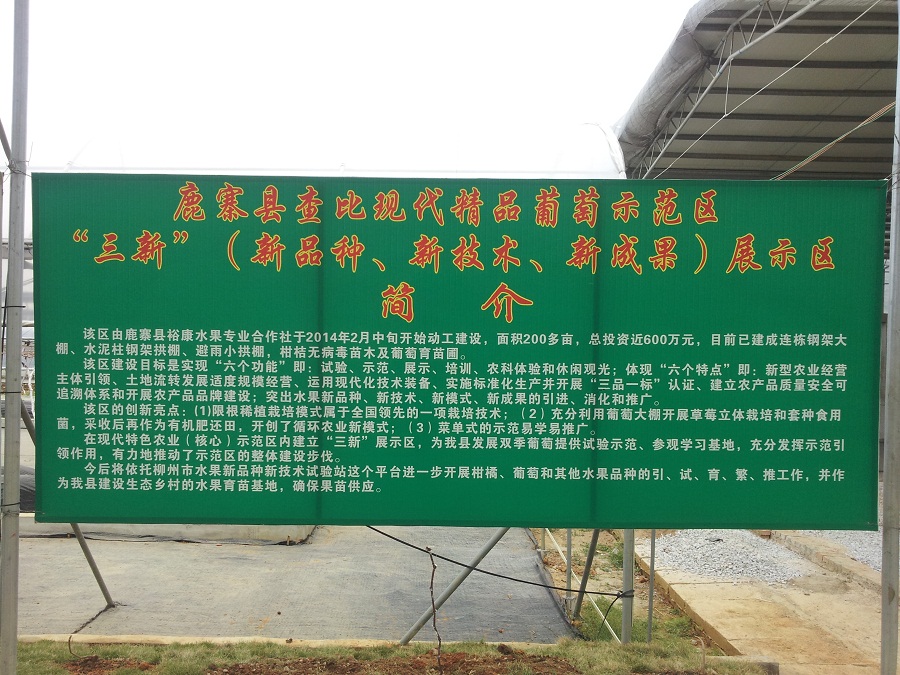 鹿寨县查比现代精品葡萄示范区
“三新”（新品种、新技术、新成果）展示区
简 介
该区由鹿寨县裕康水果专业合作社于2014年2月中旬开始动工建设，面积200多亩，总投资近600万元，目前已建成连栋钢架大
棚、水泥柱钢架拱棚、避雨小拱棚，柑桔无病毒苗木及葡萄育苗圃。
该区建设目标是实现“六个功能”即：试验、示范、展示、培训、农科体验和休闲观光；体现“六个特点”即：新型农业经营
主体引领、土地流转发展适度规模经营、运用现代化技术装备、实施标准化生产并开展“三品一标”认证、建立农产品质量安全可
追溯体系和开展农产品品牌建设；突出水果新品种、新技术、新模式、新成果的引进、消化和推广。
该区的创新亮点：(1)限根稀植栽培模式属于全国领先的一项栽培技术；（2）充分利用葡萄大棚开展草莓立体栽培和套种食用
菌，采收后再作为有机肥还田，开创了循环农业新模式；（3）菜单式的示范易学易推广。
在现代特色农业（核心）示范区内建立“三新”展示区，为我县发展双季葡萄提供试验示范、参观学习基地，充分发挥示范引
领作用，有力地推动了示范区的整体建设步伐。
今后将依托柳州市水果新品种新技术试验站这个平台进一步开展柑橘、葡萄和其他水果品种的引、试、育、繁、推工作，并作
为我县建设生态乡村的水果育苗基地，确保果苗供应。